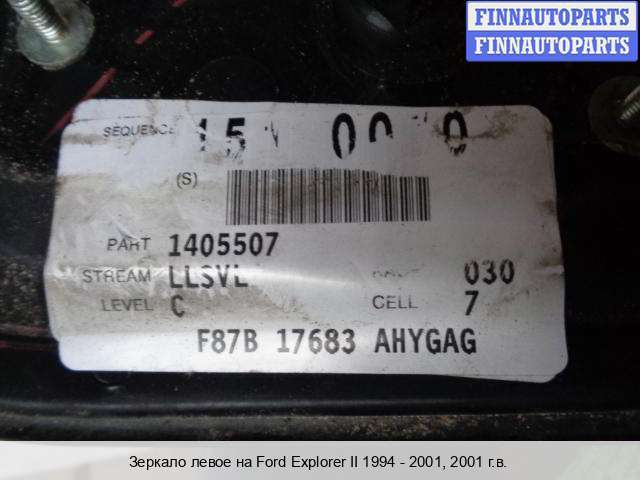 FINNAUTOPARTS
FINNAUTOPARTS
SEQUENCE
(S)
PART 1405507
STREAM LLSVL 030
LEVEL C CELL 7
F87B 17683 AHYGAG
Зеркало левое на Ford Explorer II 1994 - 2001, 2001 г.в.